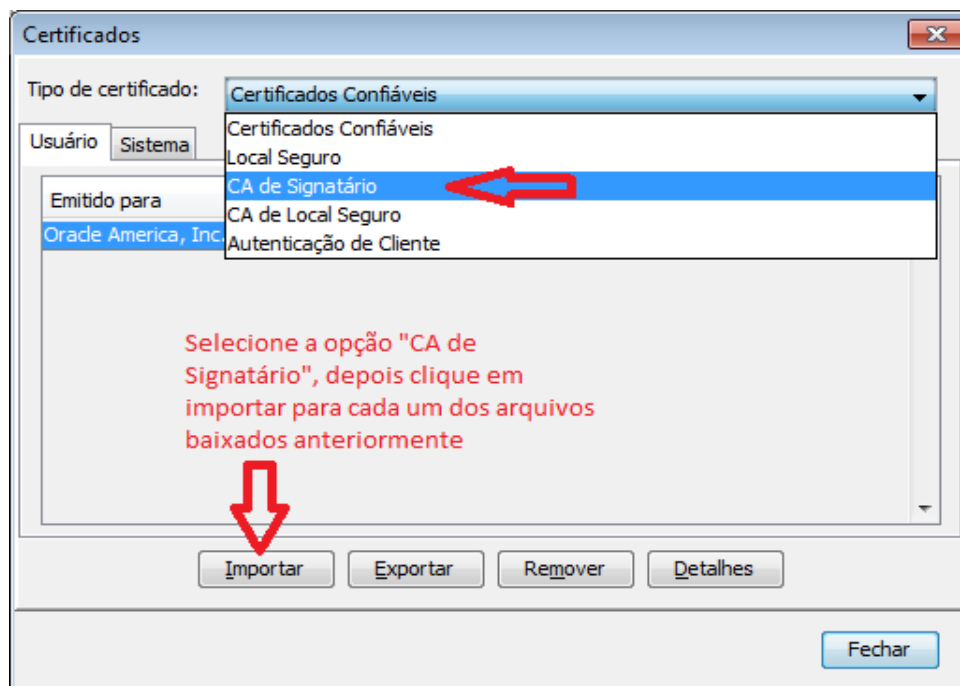 Certificados
Tipo de certificado:
Certificados Confiáveis
Certificados Confiáveis
Local Seguro
CA de Signatário
CA de Local Seguro
Autenticação de Cliente
Usuário
Sistema
Emitido para
Oracle America, Inc.
Selecione a opção "CA de
Signatário", depois clique em
importar para cada um dos arquivos
baixados anteriormente
Importar
Exportar
Remover
Detalhes
Fechar